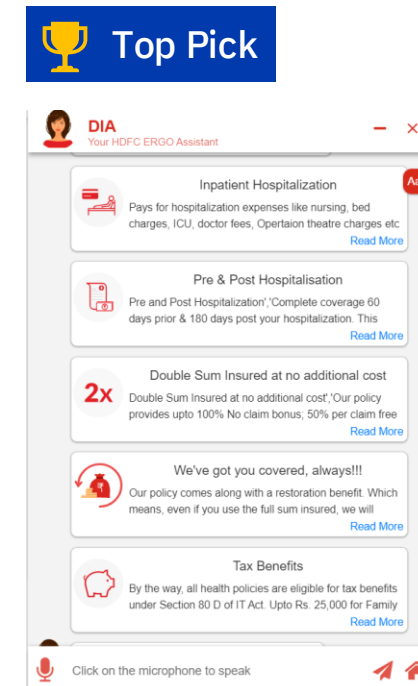 Top Pick
DIA
Your HDFC ERGO Assistant
Inpatient Hospitalization
Pays for hospitalization expenses like nursing, bed
charges, ICU, doctor fees, Opertaion theatre charges etc
Read More
Pre & Post Hospitalisation
Pre and Post Hospitalization','Complete coverage 60
days prior & 180 days post your hospitalization. This
Read More
2x
Double Sum Insured at no additional cost
Double Sum Insured at no additional cost','Our policy
provides upto 100% No claim bonus; 50% per claim free
Read More
We've got you covered, always!!!
Our policy comes along with a restoration benefit. Which
means, even if you use the full sum insured, we will
Read More
Tax Benefits
By the way, all health policies are eligible for tax benefits
under Section 80 D of IT Act. Upto Rs. 25,000 for Family
Read More
Click on the microphone to speak